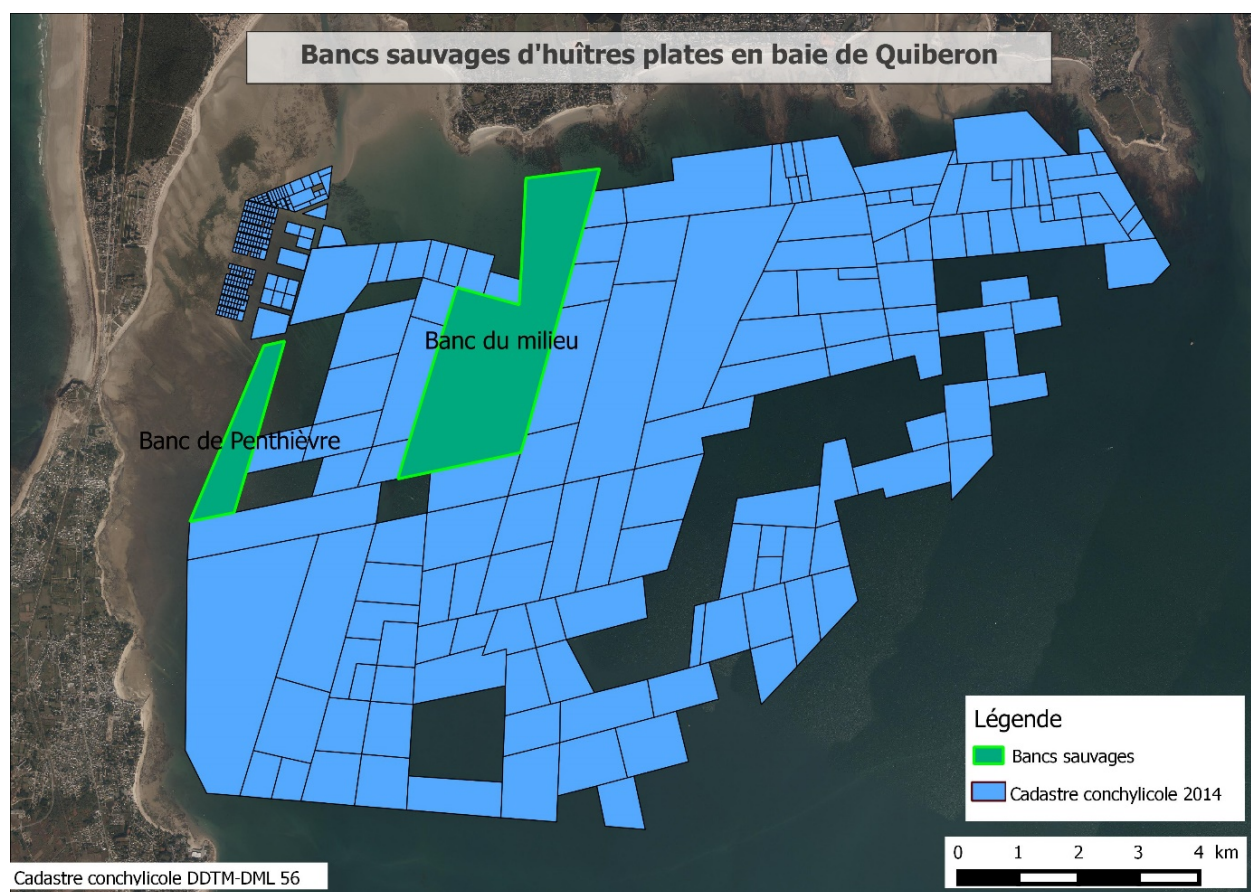 Bancs sauvages d'huîtres plates en baie de Quiberon
Banc du milieu
Banc de Penthièvre
Légende
Bancs sauvages
Cadastre conchylicole 2014
0 1 2 3 4 km
Cadastre conchylicole DDTM-DML 56